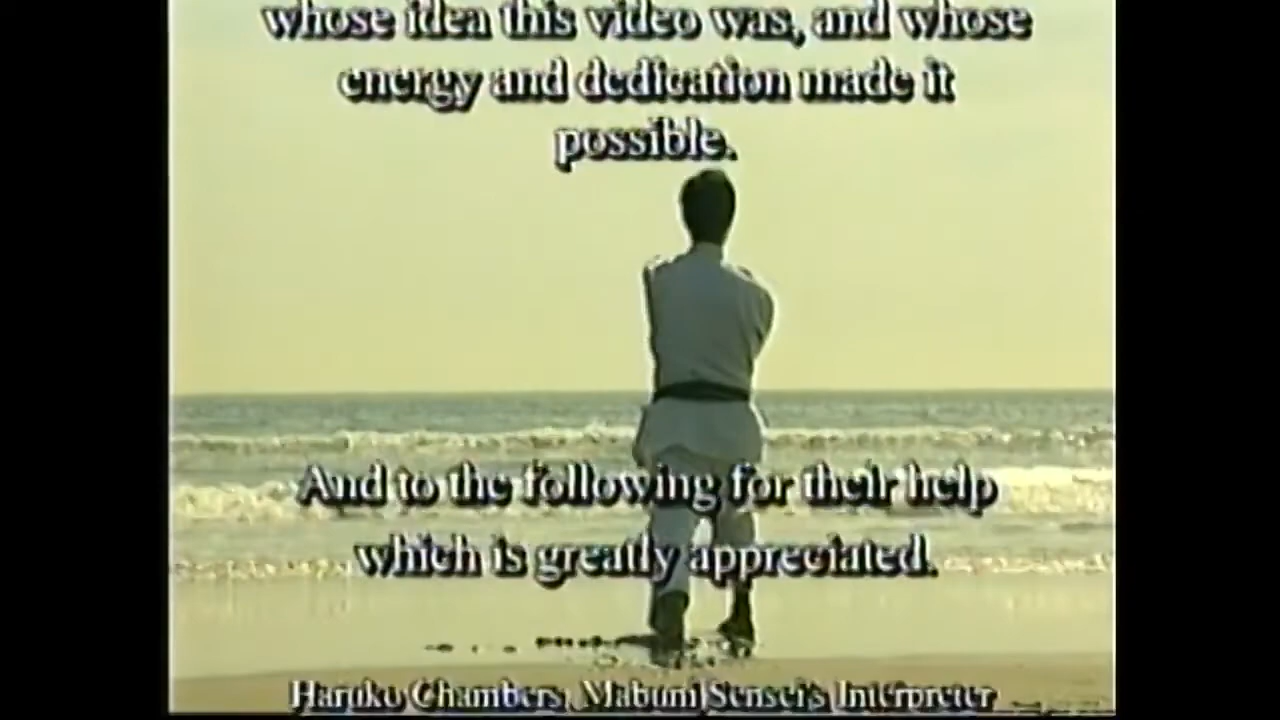 whose idea this video was, and whose
energy and dedication made it
possible.
And to the following for their help
which is greatly appreciated.
Haruko Chambers, Mabuni Sensei's Interpreter